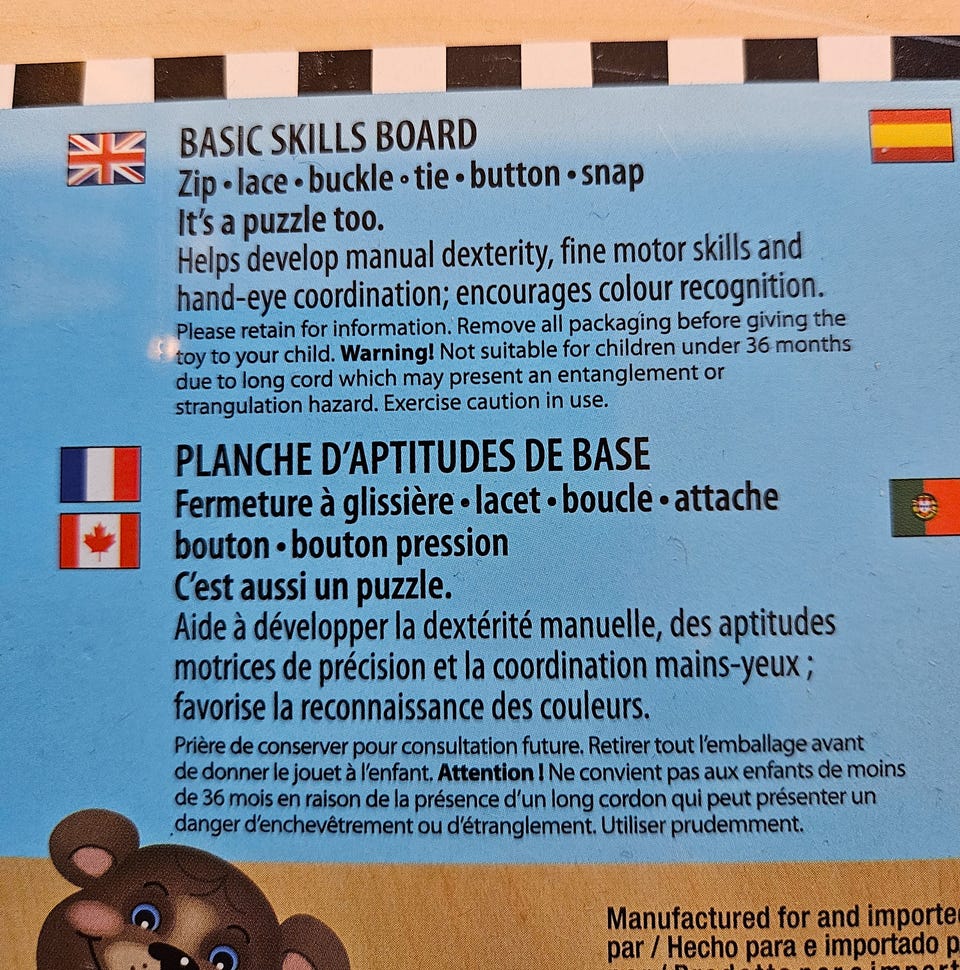 BASIC SKILLS BOARD
Zip • lace • buckle • tie • button • snap
It's a puzzle too.
Helps develop manual dexterity, fine motor skills and
hand-eye coordination; encourages colour recognition.
Please retain for information. Remove all packaging before giving the
toy to your child. Warning! Not suitable for children under 36 months
due to long cord which may present an entanglement or
strangulation hazard. Exercise caution in use.
PLANCHE D'APTITUDES DE BASE
Fermeture à glissière • lacet • boucle • attache
bouton • bouton pression
C'est aussi un puzzle.
Aide à développer la dextérité manuelle, des aptitudes
motrices de précision et la coordination mains-yeux ;
favorise la reconnaissance des couleurs.
Prière de conserver pour consultation future. Retirer tout l'emballage avant
de donner le jouet à l'enfant. Attention ! Ne convient pas aux enfants de moins
de 36 mois en raison de la présence d'un long cordon qui peut présenter un
danger d'enchevêtrement ou d'étranglement. Utiliser prudemment.
Manufactured for and
par / Hecho para e importado